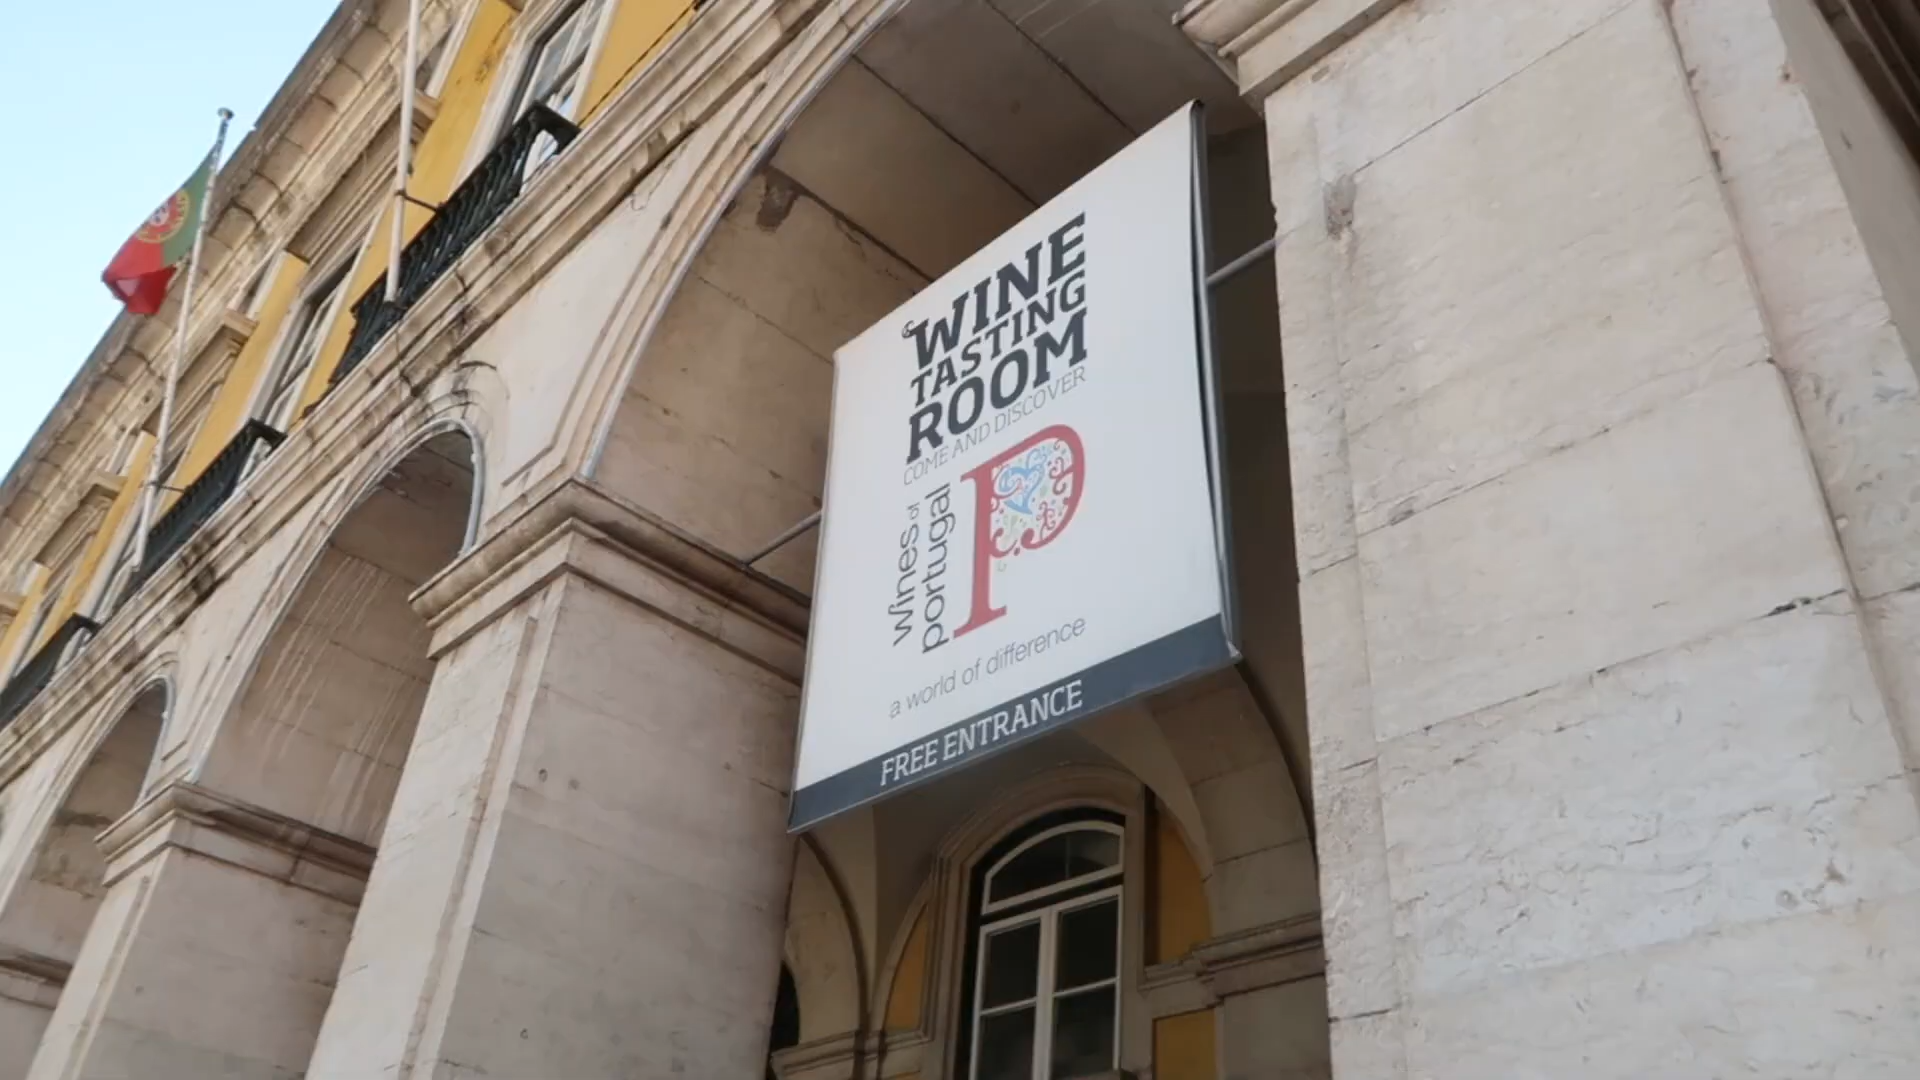 WINE
TASTING
ROOM
COME AND DISCOVER
wines of
portugal
P
a world of difference
FREE ENTRANCE